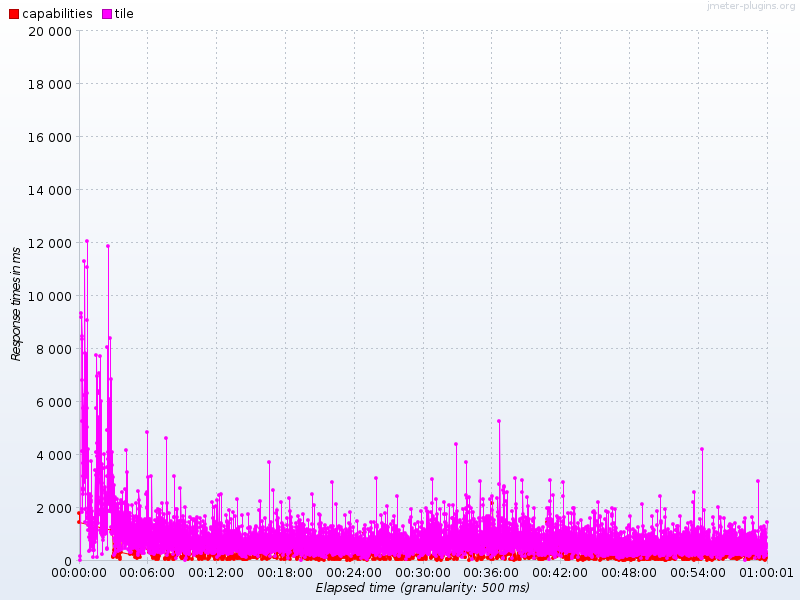 jmeter-plugins.org
capabilities tile
20 000
18 000
16 000
14 000
12 000
10 000
8 000
6 000
4 000
2 000
0
Response times in ms
00:00:00 00:06:00 00:12:00 00:18:00 00:24:00 00:30:00 00:36:00 00:42:00 00:48:00 00:54:00 01:00:01
Elapsed time (granularity: 500 ms)